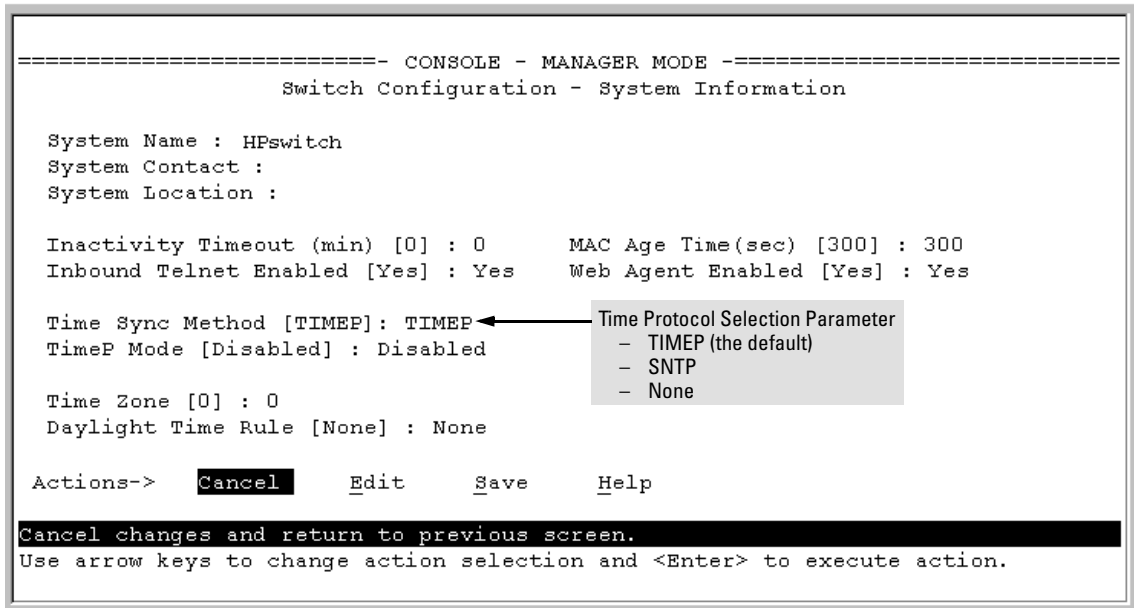 ==========================- CONSOLE - MANAGER MODE -============================
Switch Configuration - System Information
System Name : HPswitch
System Contact :
System Location :
Inactivity Timeout (min) [0] : 0 MAC Age Time(sec) [300] : 300
Inbound Telnet Enabled [Yes] : Yes Web Agent Enabled [Yes] : Yes
Time Sync Method [TIMEP]: TIMEP
TimeP Mode [Disabled] : Disabled
Time Protocol Selection Parameter
– TIMEP (the default)
– SNTP
– None
Time Zone [0] : 0
Daylight Time Rule [None] : None
Actions-> Cancel Edit Save Help
Cancel changes and return to previous screen.
Use arrow keys to change action selection and <Enter> to execute action.